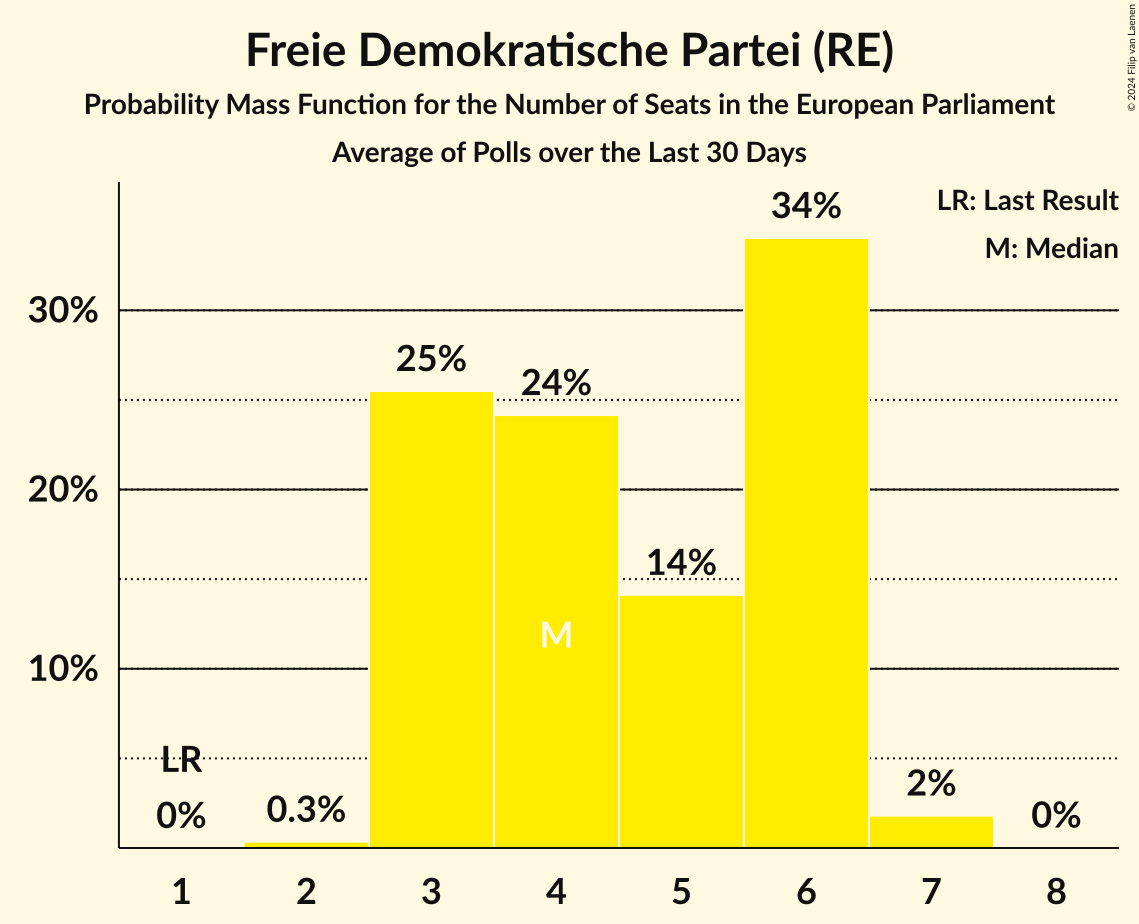 Freie Demokratische Partei (RE)
Probability Mass Function for the Number of Seats in the European Parliament
Average of Polls over the Last 30 Days
© 2024 Filip van Laenen
LR: Last Result
M: Median
34%
30%
25%
24%
20%
14%
M
10%
LR
0%
0.3%
2%
0%
1 2 3 4 5 6 7 8